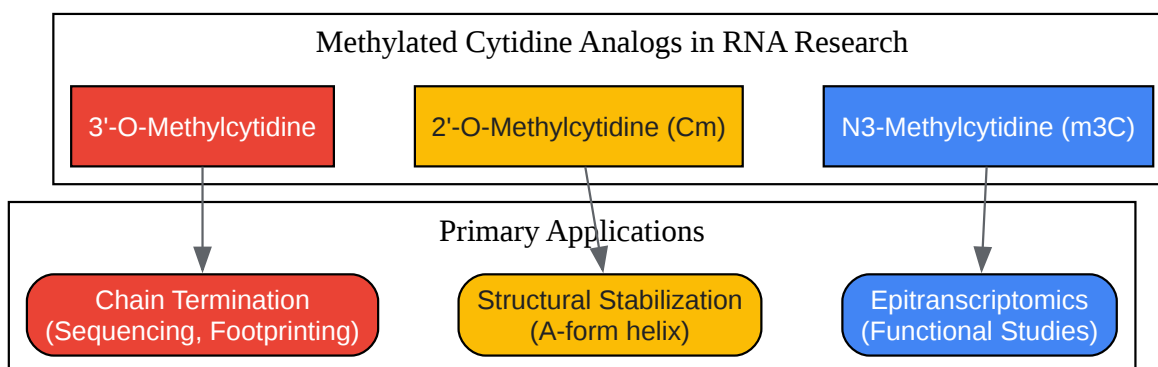 Methylated Cytidine Analogs in RNA Research
3'-O-Methylcytidine
2'-O-Methylcytidine (Cm)
N3-Methylcytidine (m3C)
Primary Applications
Chain Termination
(Sequencing, Footprinting)
Structural Stabilization
(A-form helix)
Epitranscriptomics
(Functional Studies)